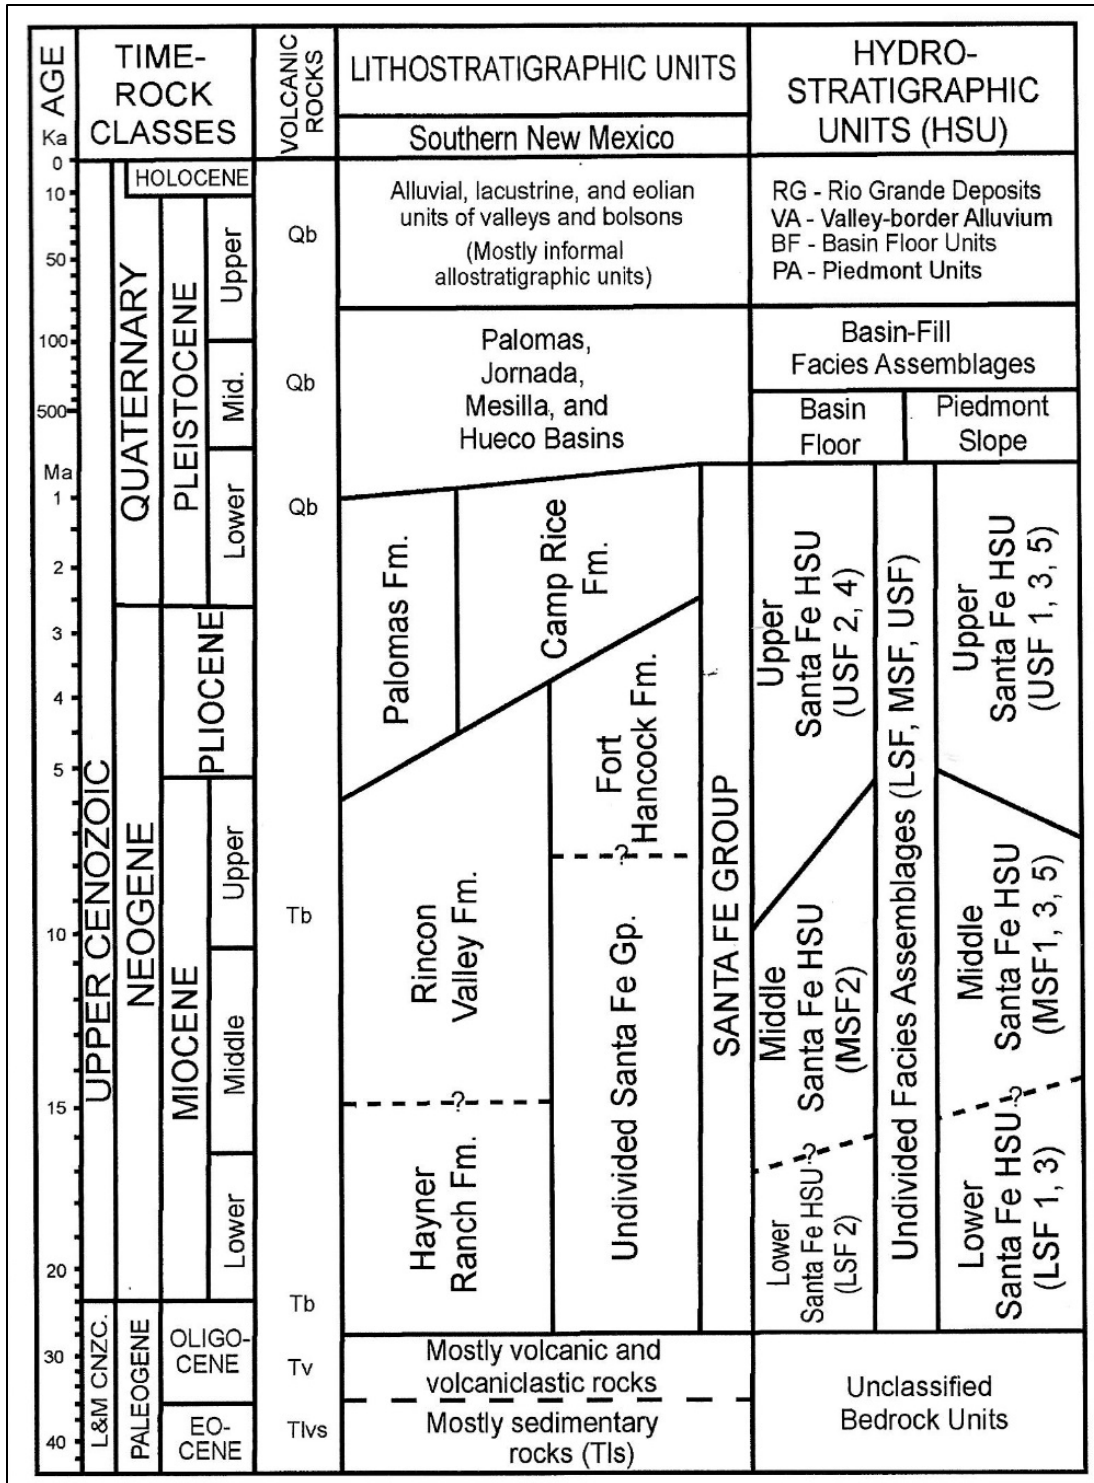 AGE
Ka
TIME-
ROCK
CLASSES
VOLCANIC
ROCKS
LITHOSTRATIGRAPHIC UNITS
Southern New Mexico
HYDRO-
STRATIGRAPHIC
UNITS (HSU)
0
10
50
100
500
Ma
1
2
3
4
5
10
15
20
30
40
UPPER CENOZOIC
L&M CNZC.
QUATERNARY
NEOGENE
PALEOGENE
HOLOCENE
PLEISTOCENE
Upper
Mid.
Lower
PLIOCENE
MIOCENE
Upper
Middle
Lower
OLIGO-
CENE
EO-
CENE
Qb
Qb
Qb
Tb
Tb
Tv
Tlvs
Alluvial, lacustrine, and eolian
units of valleys and bolsons
(Mostly informal
allostratigraphic units)
Palomas,
Jornada,
Mesilla, and
Hueco Basins
Palomas Fm.
Camp Rice
Fm.
Fort
Hancock Fm.
?
Rincon
Valley Fm.
?
Hayner
Ranch Fm.
Undivided Santa Fe Gp.
SANTA FE GROUP
Mostly volcanic and
volcaniclastic rocks
Mostly sedimentary
rocks (Tls)
RG - Rio Grande Deposits
VA - Valley-border Alluvium
BF - Basin Floor Units
PA - Piedmont Units
Basin-Fill
Facies Assemblages
Basin
Floor
Piedmont
Slope
Upper
Santa Fe HSU
(USF 2, 4)
Middle
Santa Fe HSU
(MSF2)
?
Lower
Santa Fe HSU
(LSF 2)
Undivided Facies Assemblages (LSF, MSF, USF)
Upper
Santa Fe HSU
(USF 1, 3, 5)
Middle
Santa Fe HSU
(MSF1, 3, 5)
?
Lower
Santa Fe HSU
(LSF 1, 3)
Unclassified
Bedrock Units